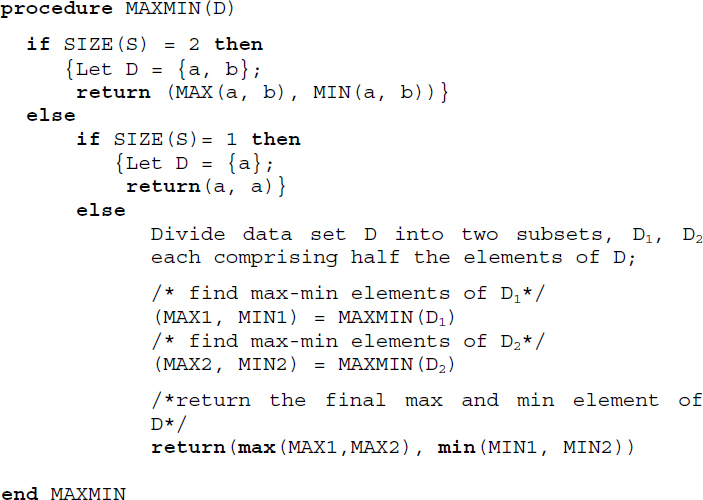 procedure MAXMIN(D)
if SIZE(S) = 2 then
{Let D = {a, b};
return (MAX(a, b), MIN(a, b))}
else
if SIZE(S)= 1 then
{Let D = {a};
return(a, a)}
else
Divide data set D into two subsets, D₁, D₂
each comprising half the elements of D;
/* find max-min elements of D₁*/
(MAX1, MIN1) = MAXMIN(D₁)
/* find max-min elements of D₂*/
(MAX2, MIN2) = MAXMIN(D₂)
/*return the final max and min element of
D*/
return(max(MAX1,MAX2), min(MIN1, MIN2))
end MAXMIN